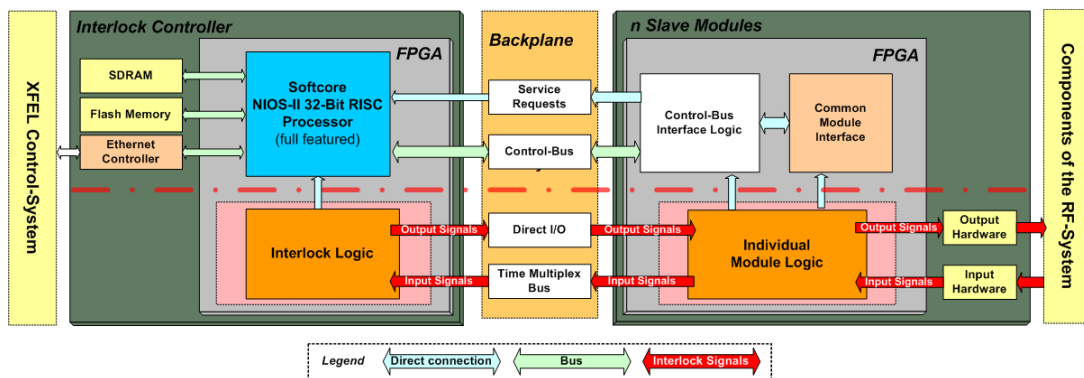 Interlock Controller
Backplane
n Slave Modules
FPGA
FPGA
XFEL Control-System
SDRAM
Flash Memory
Ethernet
Controller
Softcore
NIOS-II 32-Bit RISC
Processor
(full featured)
Service
Requests
Control-Bus
Control-Bus
Interface Logic
Common
Module
Interface
Components of the RF-System
Interlock Logic
Output Signals
Direct I/O
Output Signals
Individual
Module Logic
Output Signals
Output
Hardware
Input Signals
Time Multiplex
Bus
Input Signals
Input Signals
Input
Hardware
Legend
Direct connection
Bus
Interlock Signals